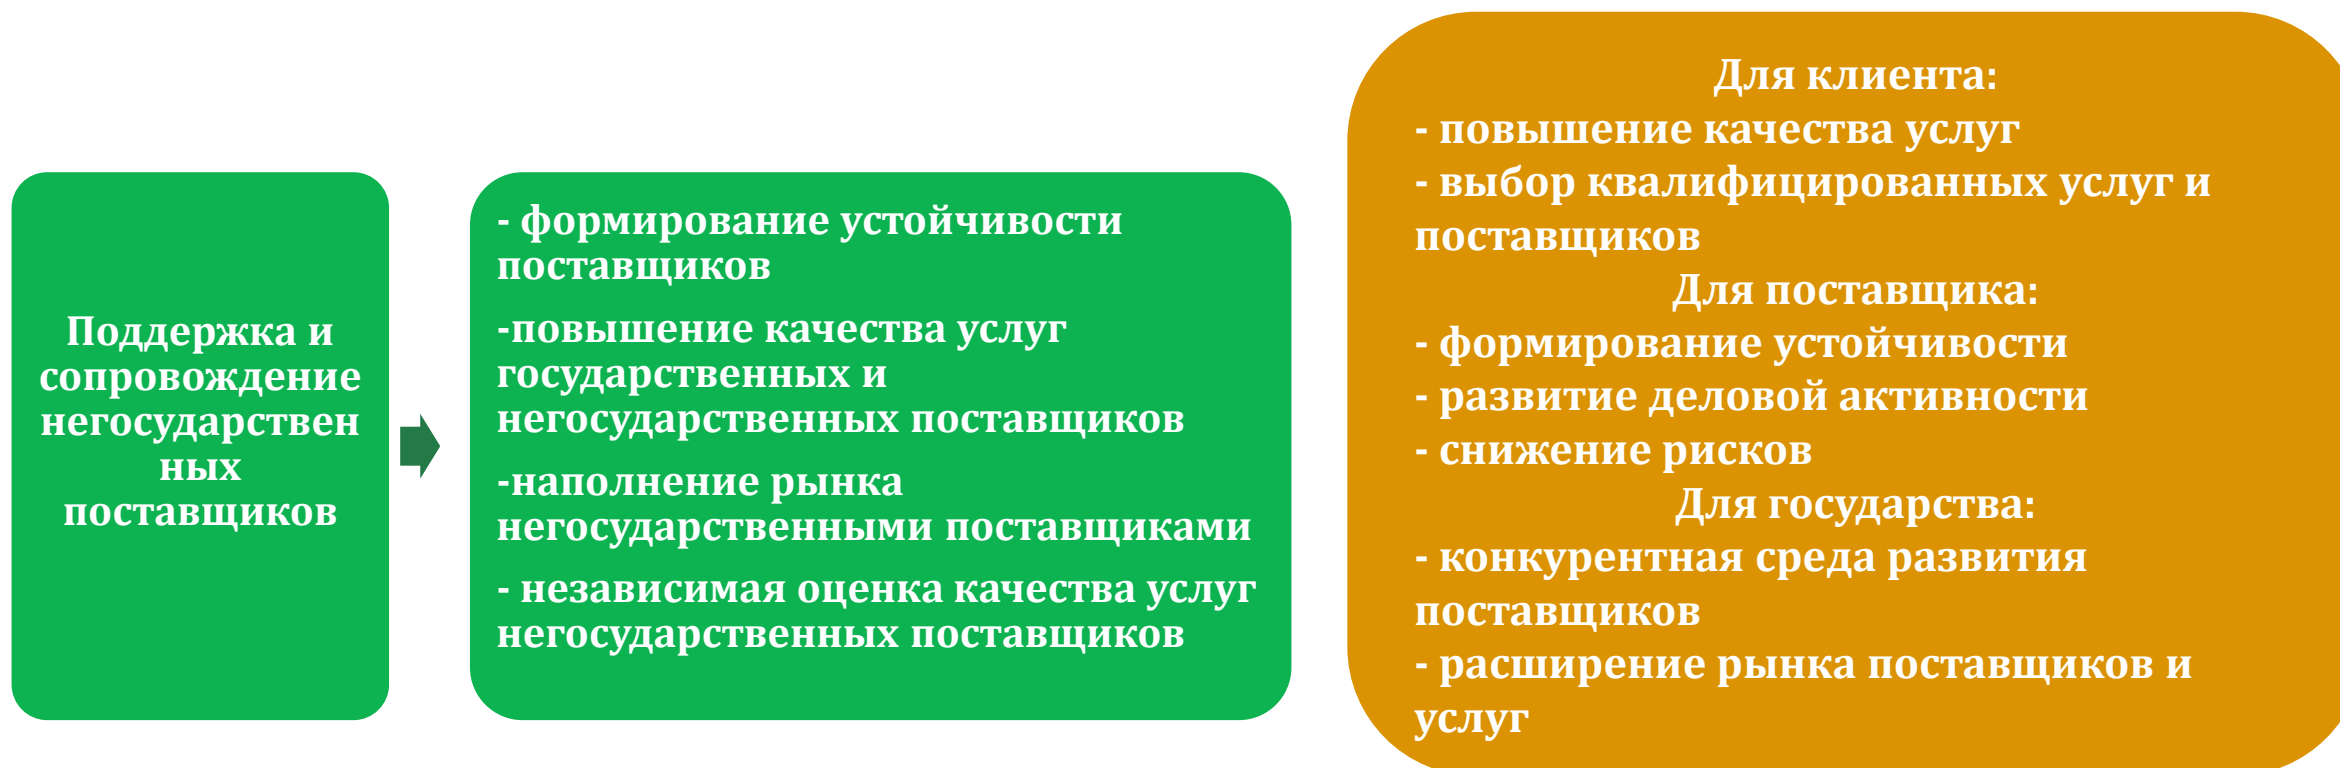 Поддержка и
сопровождение
негосударствен
ных
поставщиков
- формирование устойчивости
поставщиков
-повышение качества услуг
государственных и
негосударственных поставщиков
-наполнение рынка
негосударственными поставщиками
- независимая оценка качества услуг
негосударственных поставщиков
Для клиента:
- повышение качества услуг
- выбор квалифицированных услуг и
поставщиков
Для поставщика:
- формирование устойчивости
- развитие деловой активности
- снижение рисков
Для государства:
- конкурентная среда развития
поставщиков
- расширение рынка поставщиков и
услуг